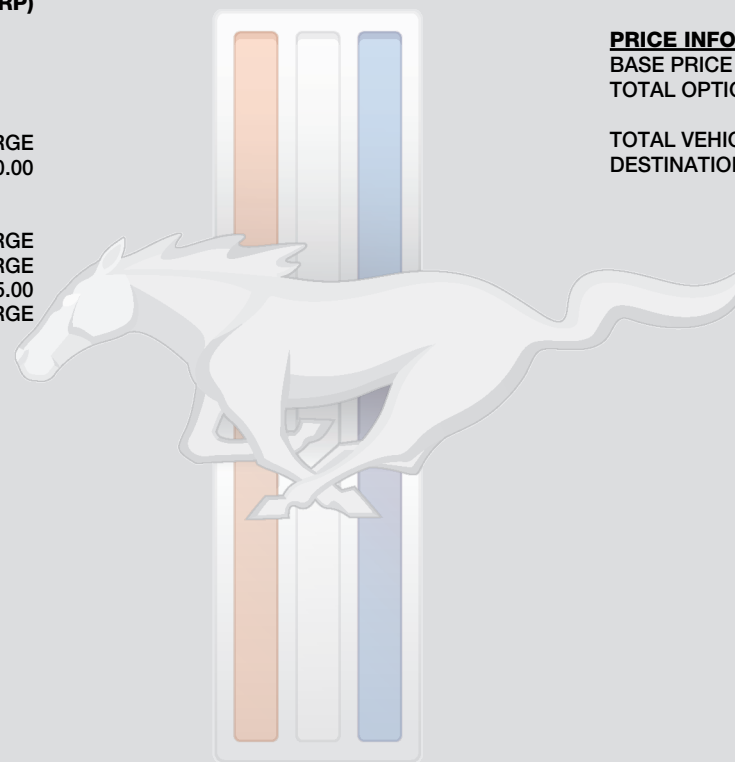 RP)
RGE
0.00
RGE
RGE
5.00
RGE
PRICE INFO
BASE PRICE
TOTAL OPTIO
TOTAL VEHIC
DESTINATION